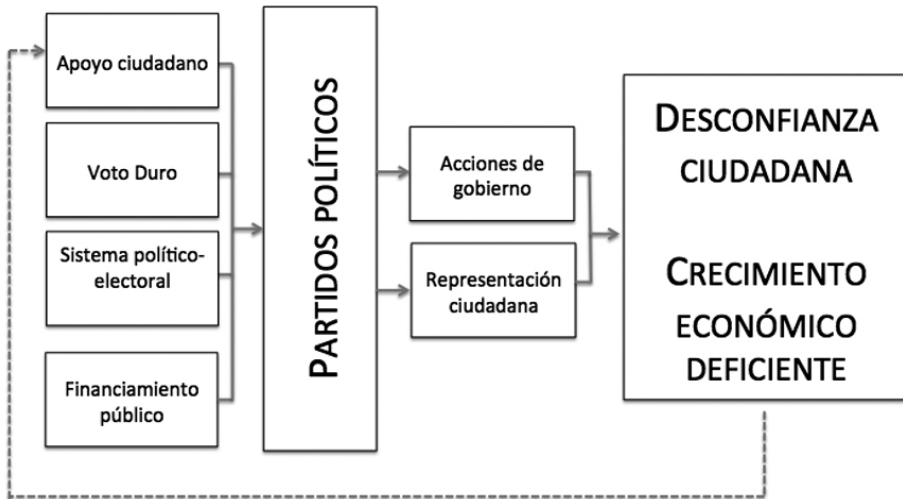 Apoyo ciudadano
Voto Duro
Sistema político-
electoral
Financiamiento
público
PARTIDOS POLÍTICOS
Acciones de
gobierno
Representación
ciudadana
DESCONFIANZA
CIUDADANA
CRECIMIENTO
ECONÓMICO
DEFICIENTE